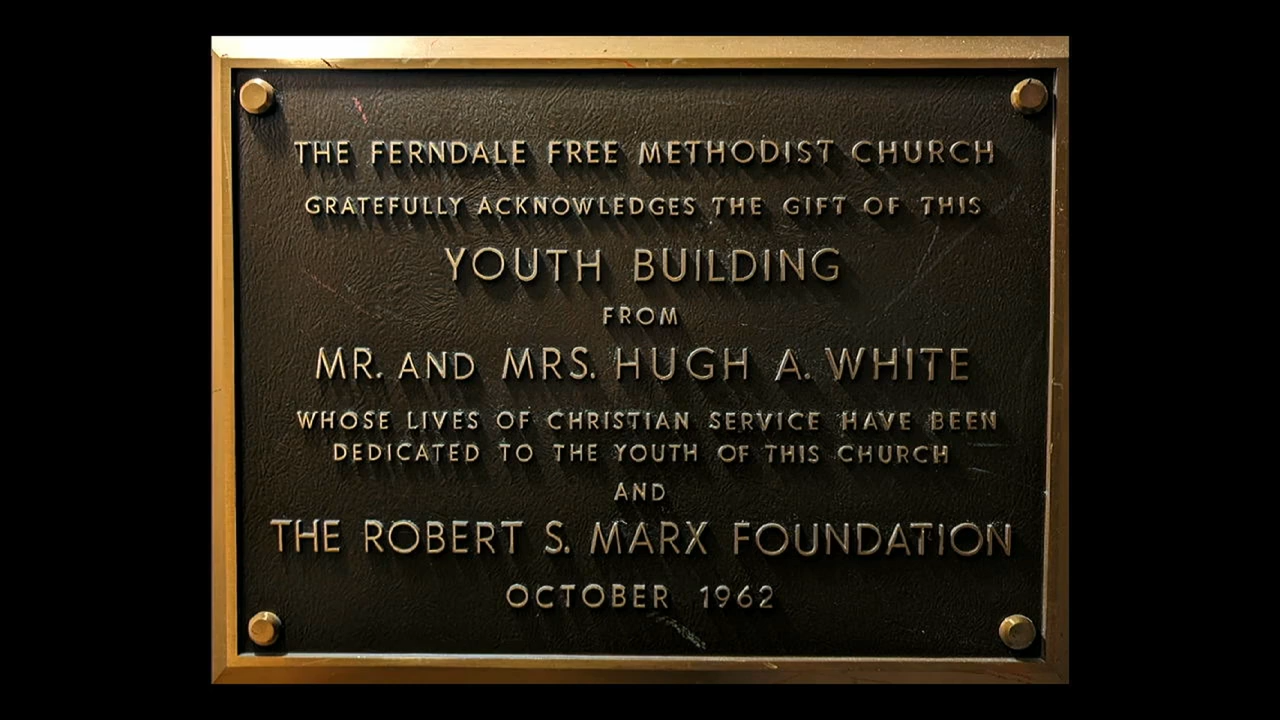 THE FERNDALE FREE METHODIST CHURCH
GRATEFULLY ACKNOWLEDGES THE GIFT OF THIS
YOUTH BUILDING
FROM
MR. AND MRS. HUGH A. WHITE
WHOSE LIVES OF CHRISTIAN SERVICE HAVE BEEN
DEDICATED TO THE YOUTH OF THIS CHURCH
AND
THE ROBERT S. MARX FOUNDATION
OCTOBER 1962